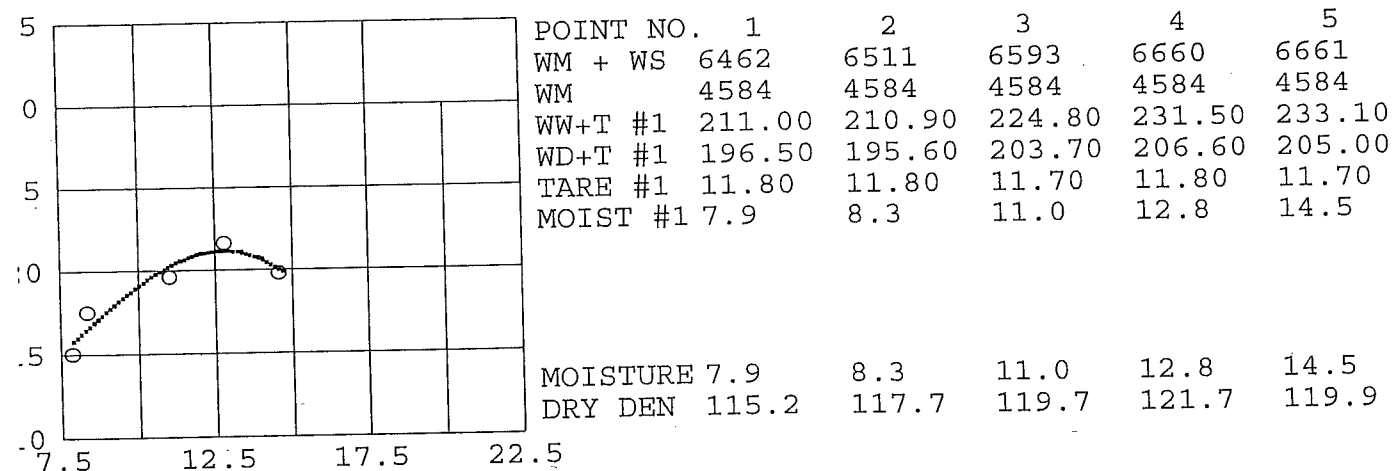 POINT NO. 1 2 3 4 5
WM + WS 6462 6511 6593 6660 6661
WM 4584 4584 4584 4584 4584
WW+T #1 211.00 210.90 224.80 231.50 233.10
WD+T #1 196.50 195.60 203.70 206.60 205.00
TARE #1 11.80 11.80 11.70 11.80 11.70
MOIST #1 7.9 8.3 11.0 12.8 14.5
MOISTURE 7.9 8.3 11.0 12.8 14.5
DRY DEN 115.2 117.7 119.7 121.7 119.9
5
0
5
:0
.5
-0
7.5 12.5 17.5 22.5